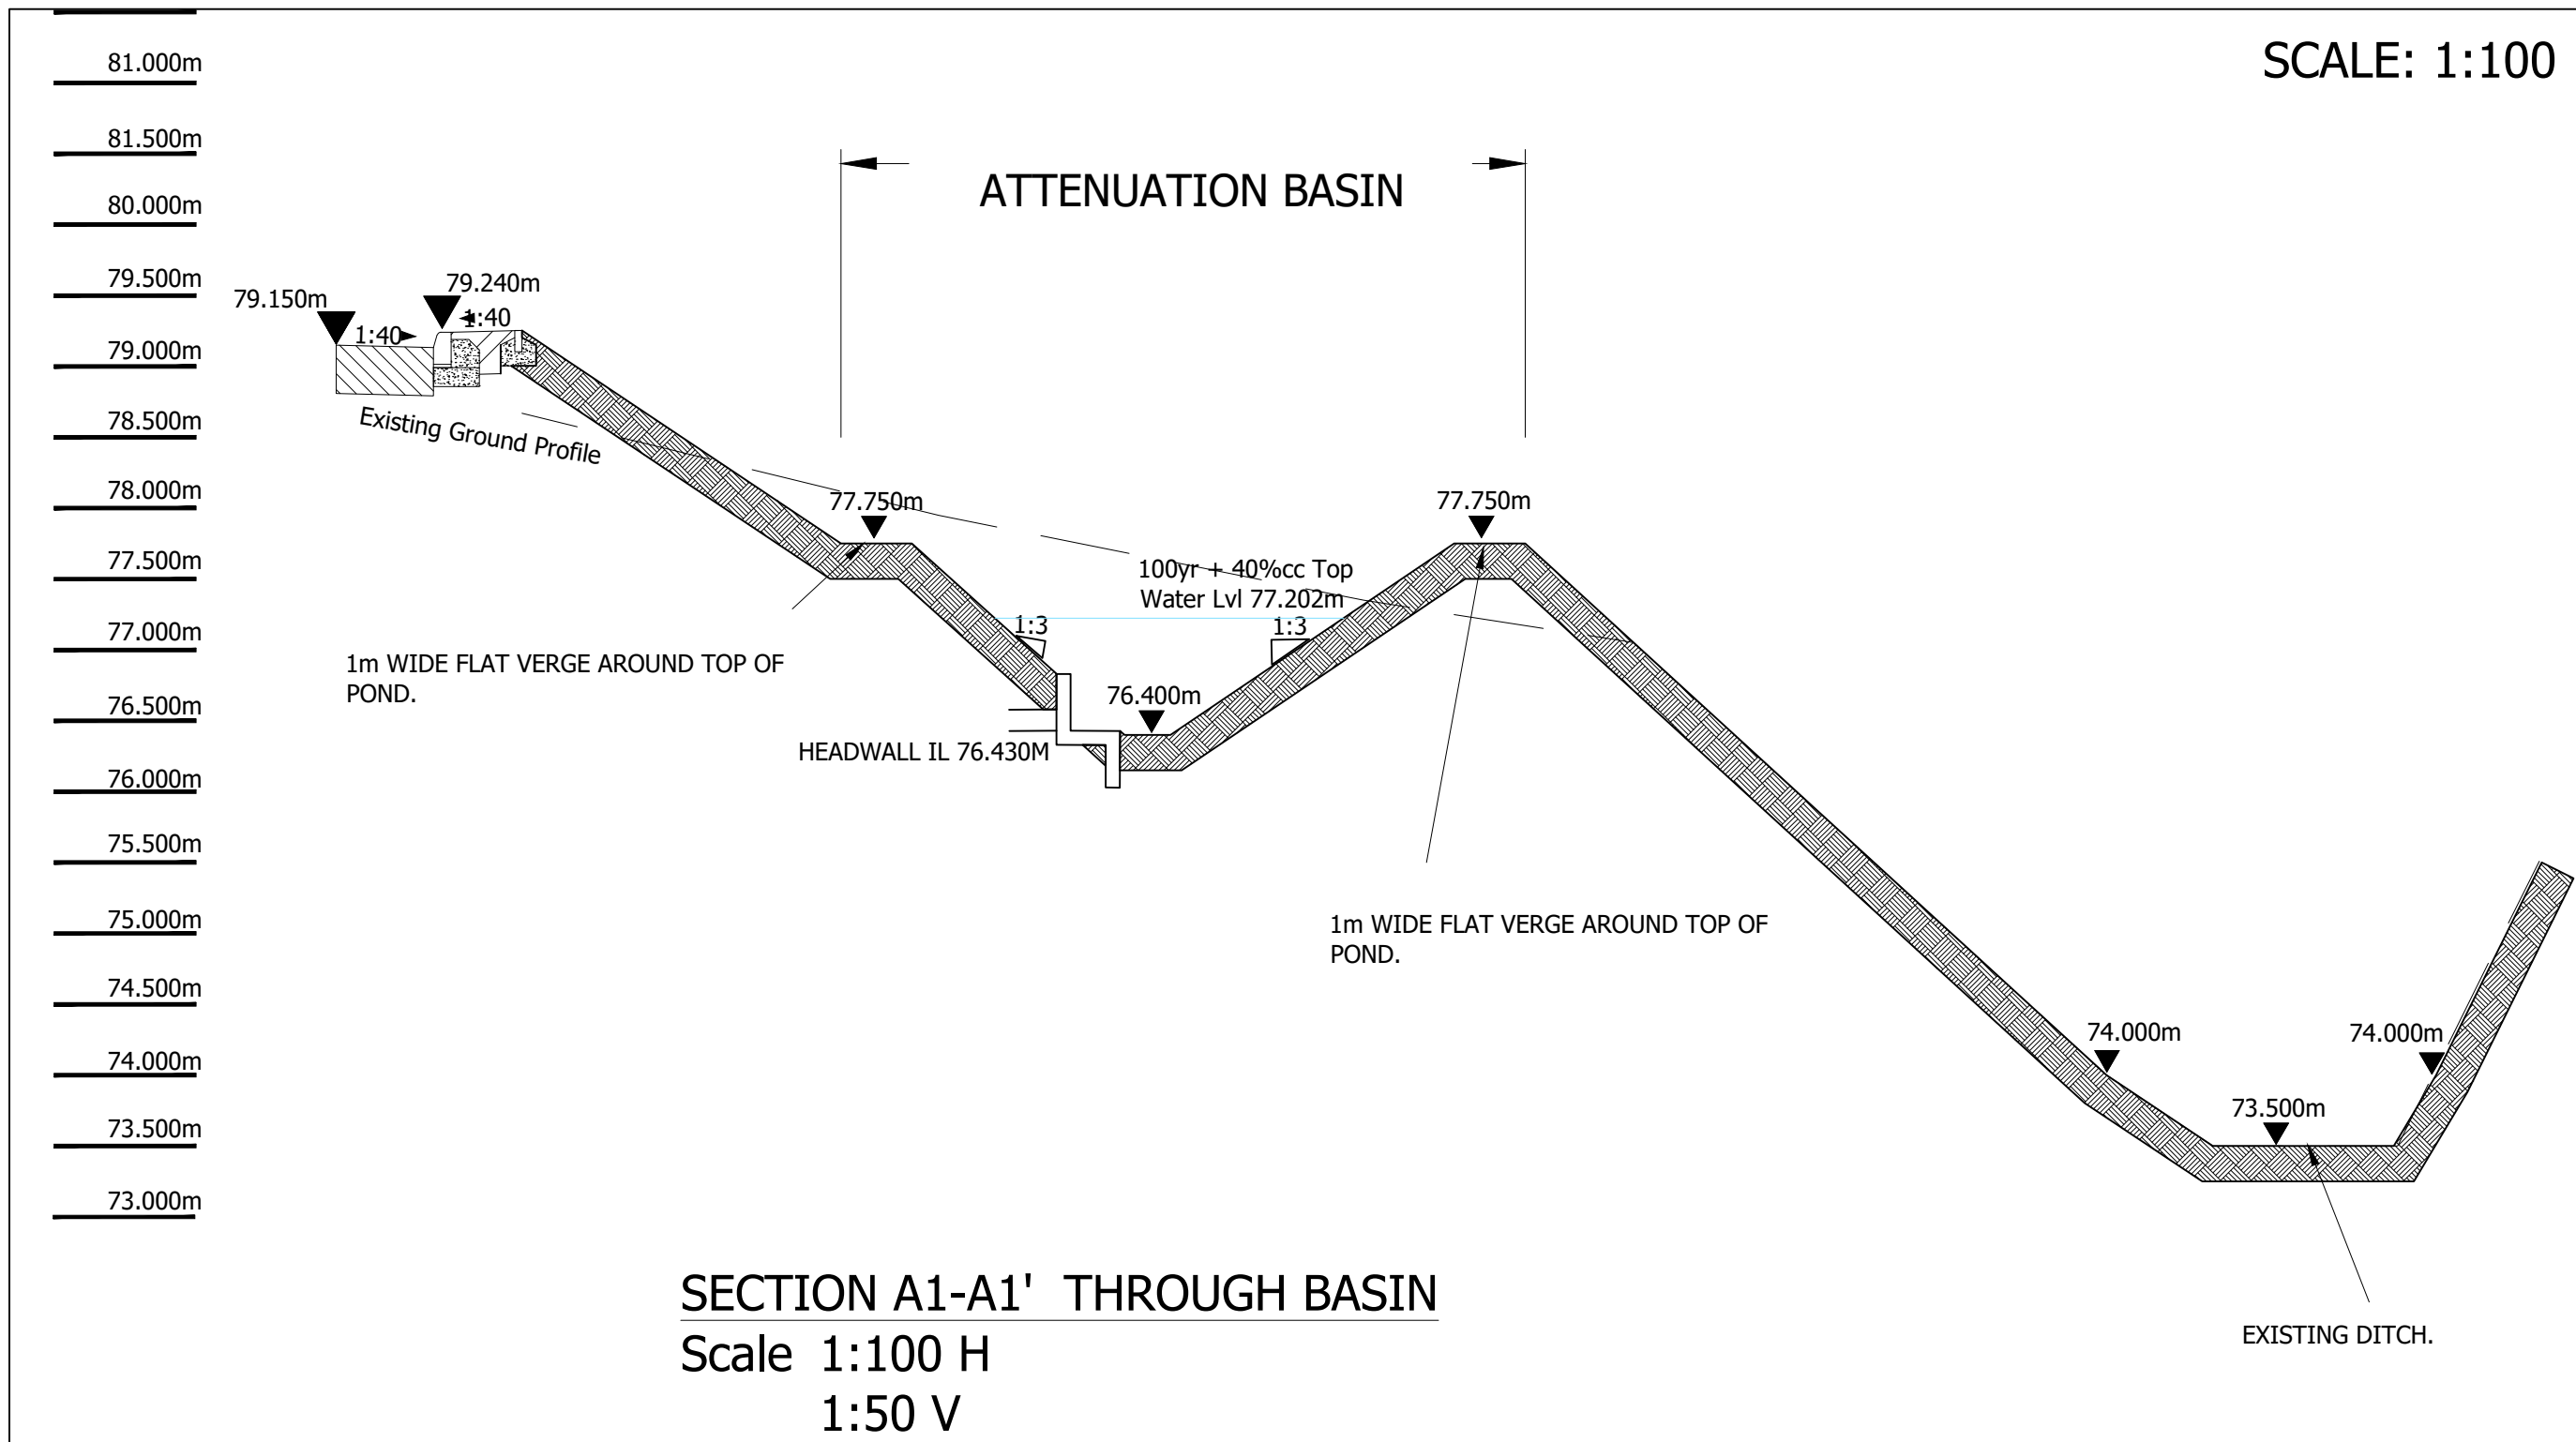 SCALE: 1:100
81.000m
81.500m
80.000m
79.500m
79.000m
78.500m
78.000m
77.500m
77.000m
76.500m
76.000m
75.500m
75.000m
74.500m
74.000m
73.500m
73.000m
ATTENUATION BASIN
79.150m
79.240m
1:40
1:40
Existing Ground Profile
77.750m
77.750m
100yr + 40%cc Top
Water Lvl 77.202m
1:3
1:3
1m WIDE FLAT VERGE AROUND TOP OF
POND.
76.400m
HEADWALL IL 76.430M
1m WIDE FLAT VERGE AROUND TOP OF
POND.
74.000m
74.000m
73.500m
EXISTING DITCH.
SECTION A1-A1' THROUGH BASIN
Scale 1:100 H
1:50 V